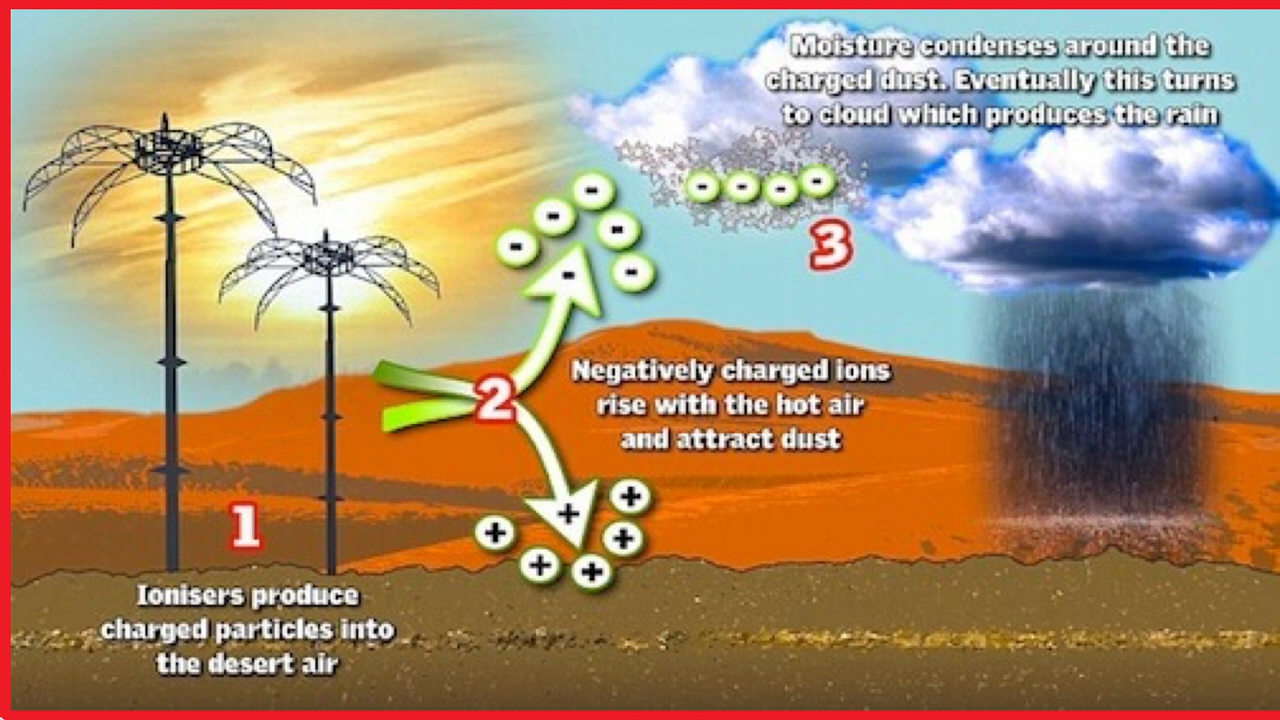 1
Ionisers produce
charged particles into
the desert air
2
Negatively charged ions
rise with the hot air
and attract dust
3
Moisture condenses around the
charged dust. Eventually this turns
to cloud which produces the rain
-
-
-
-
-
-
-
-
-
-
+
+
+
+
+
+